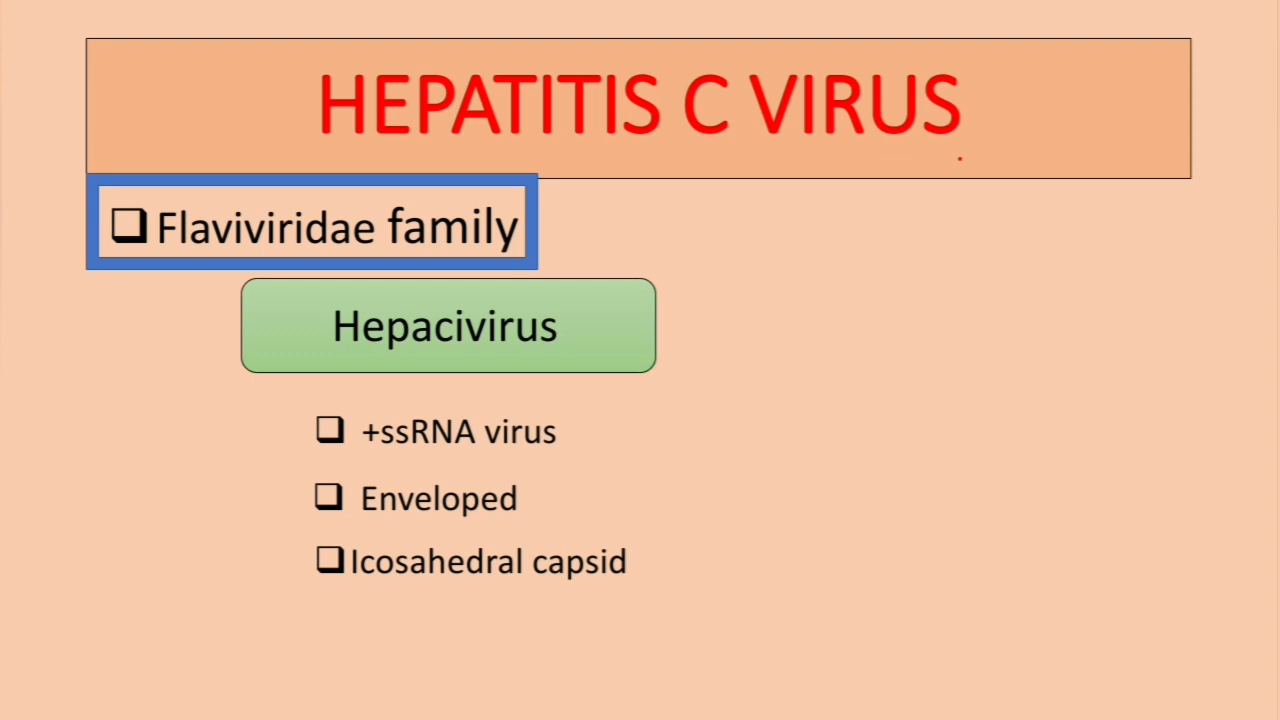 HEPATITIS C VIRUS
Flaviviridae family
Hepacivirus
+ssRNA virus
Enveloped
Icosahedral capsid